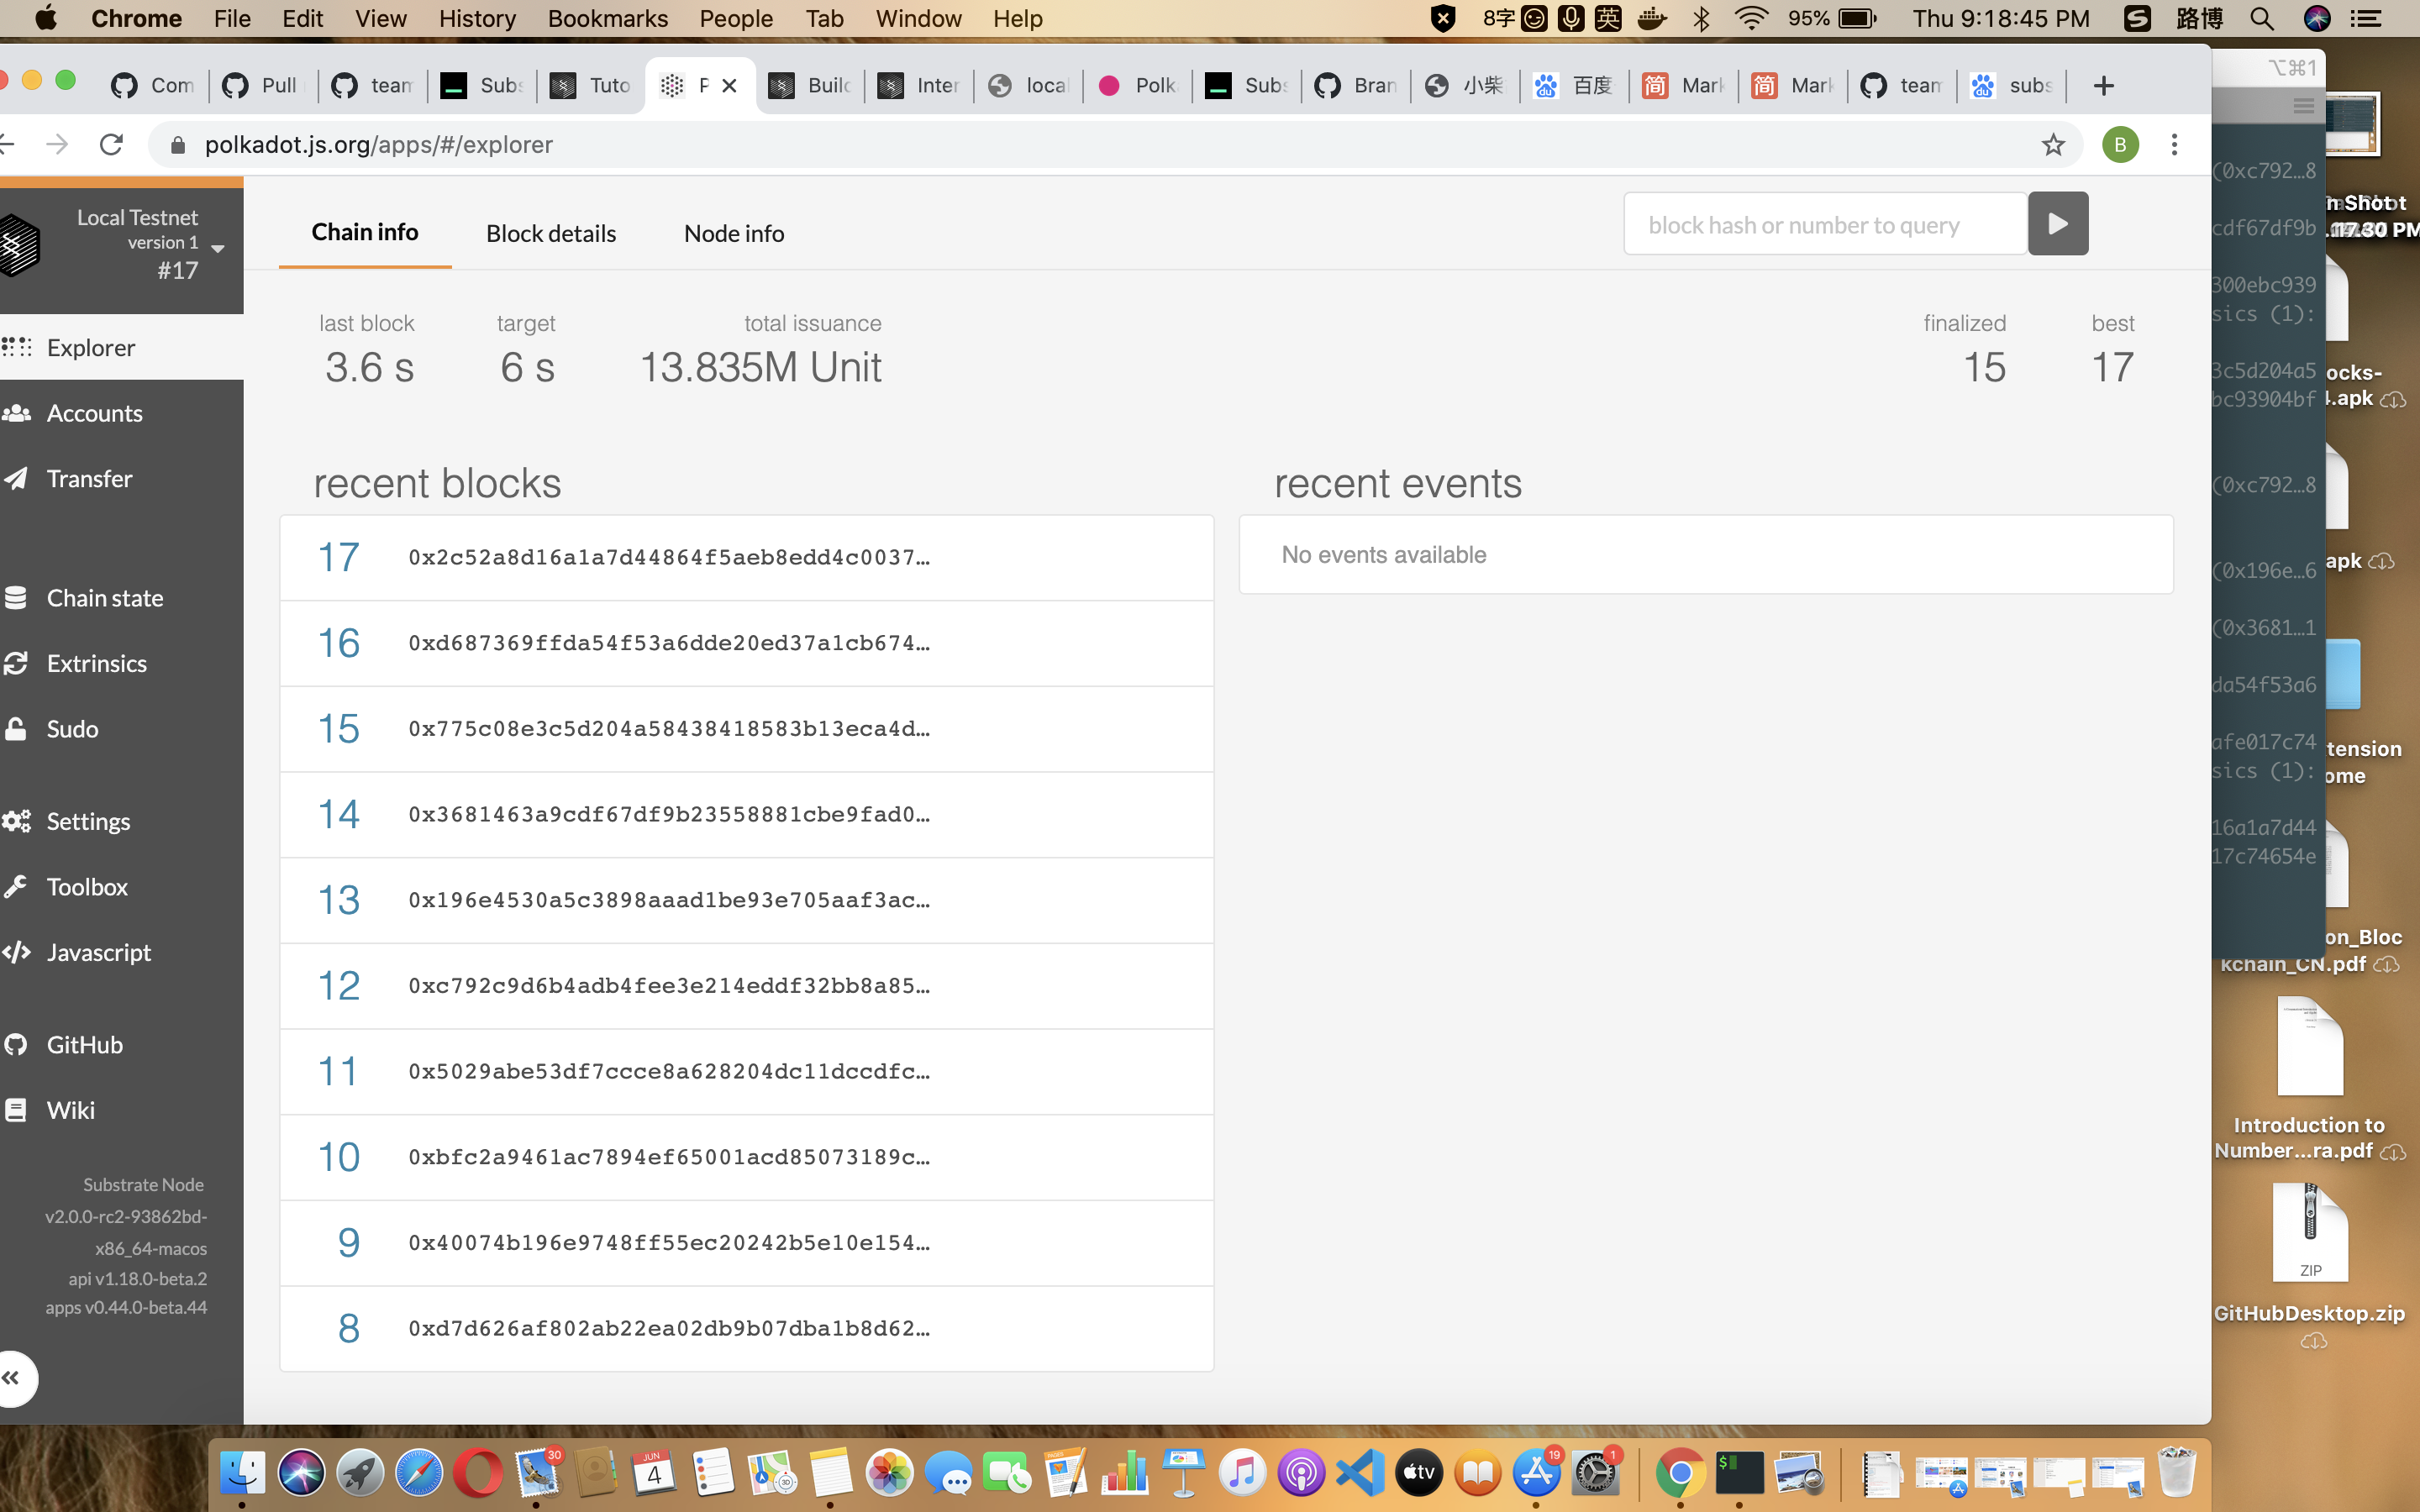 Chrome File Edit View History Bookmarks People Tab Window Help 8字 英 95% Thu 9:18:45 PM 路博
Com Pull team Subs Tuto P Build Inter local Polk Subs Bran 小柴 百度 Mark Mark team subs
polkadot.js.org/apps/#/explorer
B
Local Testnet
version 1
#17
Explorer
Accounts
Transfer
Chain state
Extrinsics
Sudo
Settings
Toolbox
Javascript
GitHub
Wiki
Substrate Node
v2.0.0-rc2-93862bd-
x86_64-macos
api v1.18.0-beta.2
apps v0.44.0-beta.44
Chain info Block details Node info
block hash or number to query
last block target total issuance finalized best
3.6 s 6 s 13.835M Unit 15 17
recent blocks
17 0x2c52a8d16a1a7d44864f5aeb8edd4c0037…
16 0xd687369ffda54f53a6dde20ed37a1cb674…
15 0x775c08e3c5d204a58438418583b13eca4d…
14 0x3681463a9cdf67df9b23558881cbe9fad0…
13 0x196e4530a5c3898aaad1be93e705aaf3ac…
12 0xc792c9d6b4adb4fee3e214eddf32bb8a85…
11 0x5029abe53df7ccce8a628204dc11dccdfc…
10 0xbfc2a9461ac7894ef65001acd85073189c…
9 0x40074b196e9748ff55ec20242b5e10e154…
8 0xd7d626af802ab22ea02db9b07dba1b8d62…
recent events
No events available
⌥⌘1
(0xc792…8
cdf67df9b
300ebc939
sics (1):
3c5d204a5
bc93904bf
(0xc792…8
(0x196e…6
(0x3681…1
da54f53a6
afe017c74
sics (1):
16a1a7d44
17c74654e
n Shot
PM
ocks-
.apk
apk
tension
ome
on_Bloc
kchain_CN.pdf
Introduction to
Number...ra.pdf
ZIP
GitHubDesktop.zip
30
JUN
4
3D
tv
19
1
$